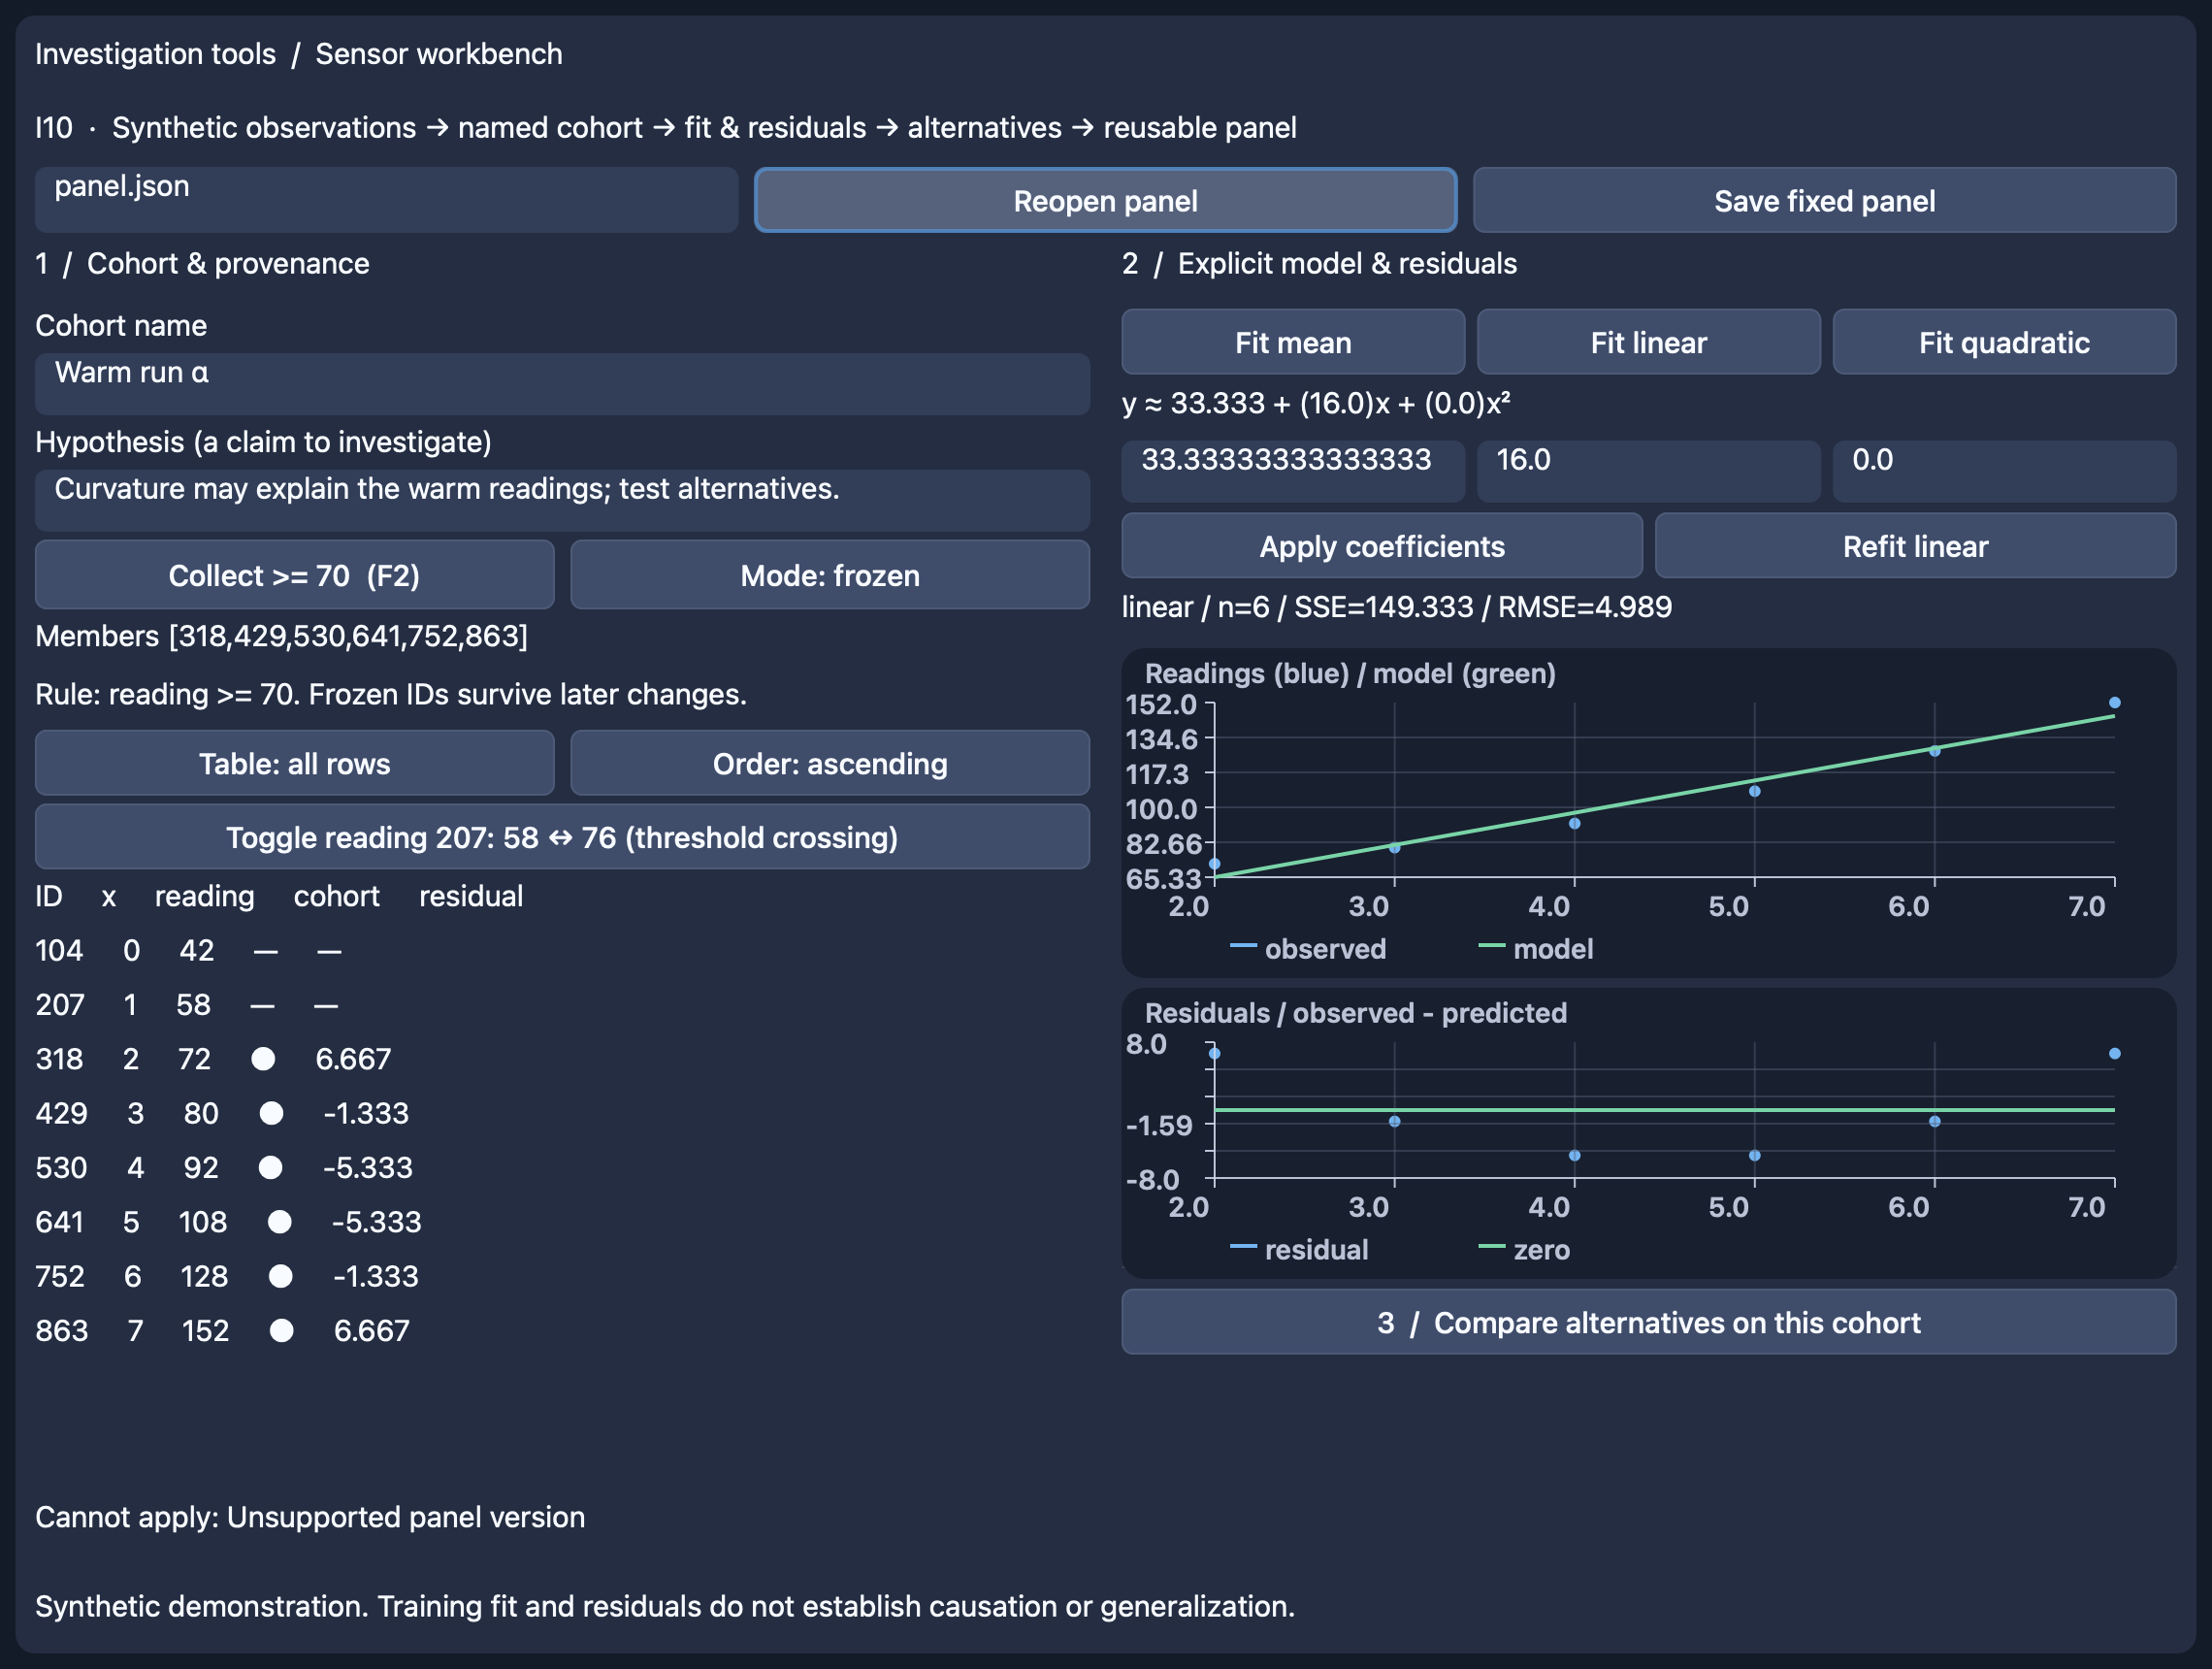 Investigation tools / Sensor workbench
I10 · Synthetic observations → named cohort → fit & residuals → alternatives → reusable panel
panel.json
Reopen panel
Save fixed panel
1 / Cohort & provenance
Cohort name
Warm run α
Hypothesis (a claim to investigate)
Curvature may explain the warm readings; test alternatives.
Collect >= 70 (F2)
Mode: frozen
Members [318,429,530,641,752,863]
Rule: reading >= 70. Frozen IDs survive later changes.
Table: all rows
Order: ascending
Toggle reading 207: 58 ↔ 76 (threshold crossing)
ID x reading cohort residual
104 0 42 — —
207 1 58 — —
318 2 72 ● 6.667
429 3 80 ● -1.333
530 4 92 ● -5.333
641 5 108 ● -5.333
752 6 128 ● -1.333
863 7 152 ● 6.667
2 / Explicit model & residuals
Fit mean
Fit linear
Fit quadratic
y ≈ 33.333 + (16.0)x + (0.0)x²
33.33333333333333
16.0
0.0
Apply coefficients
Refit linear
linear / n=6 / SSE=149.333 / RMSE=4.989
Readings (blue) / model (green)
152.0
134.6
117.3
100.0
82.66
65.33
2.0 3.0 4.0 5.0 6.0 7.0
observed model
Residuals / observed - predicted
8.0
-1.59
-8.0
2.0 3.0 4.0 5.0 6.0 7.0
residual zero
3 / Compare alternatives on this cohort
Cannot apply: Unsupported panel version
Synthetic demonstration. Training fit and residuals do not establish causation or generalization.